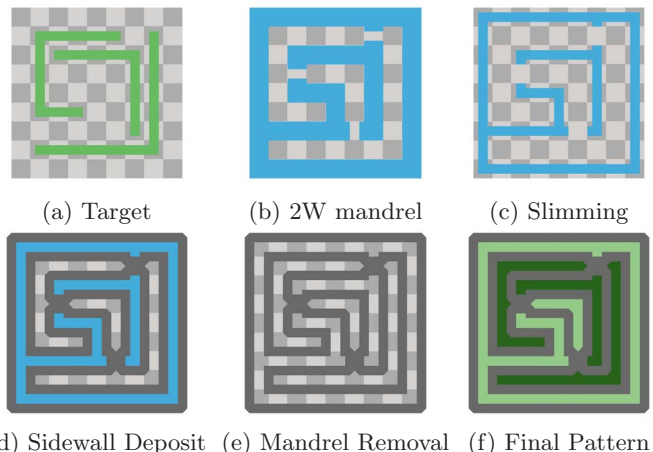 (a) Target
(b) 2W mandrel
(c) Slimming
d) Sidewall Deposit
(e) Mandrel Removal
(f) Final Pattern